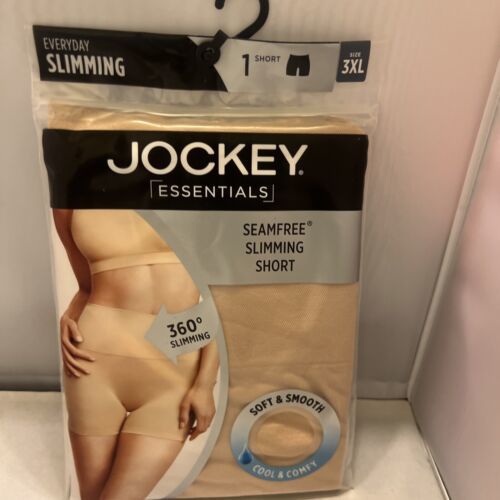 EVERYDAY
SLIMMING
1 SHORT
SIZE
3XL
JOCKEY®
ESSENTIALS
SEAMFREE®
SLIMMING
SHORT
360°
SLIMMING
SOFT & SMOOTH
COOL & COMFY